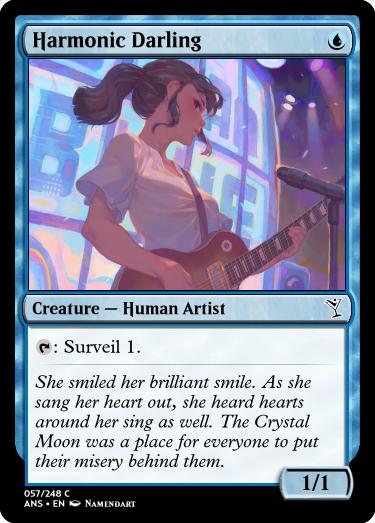 Harmonic Darling
Creature — Human Artist
: Surveil 1.
She smiled her brilliant smile. As she
sang her heart out, she heard hearts
around her sing as well. The Crystal
Moon was a place for everyone to put
their misery behind them.
1/1
057/248 C
ANS • EN Namendart